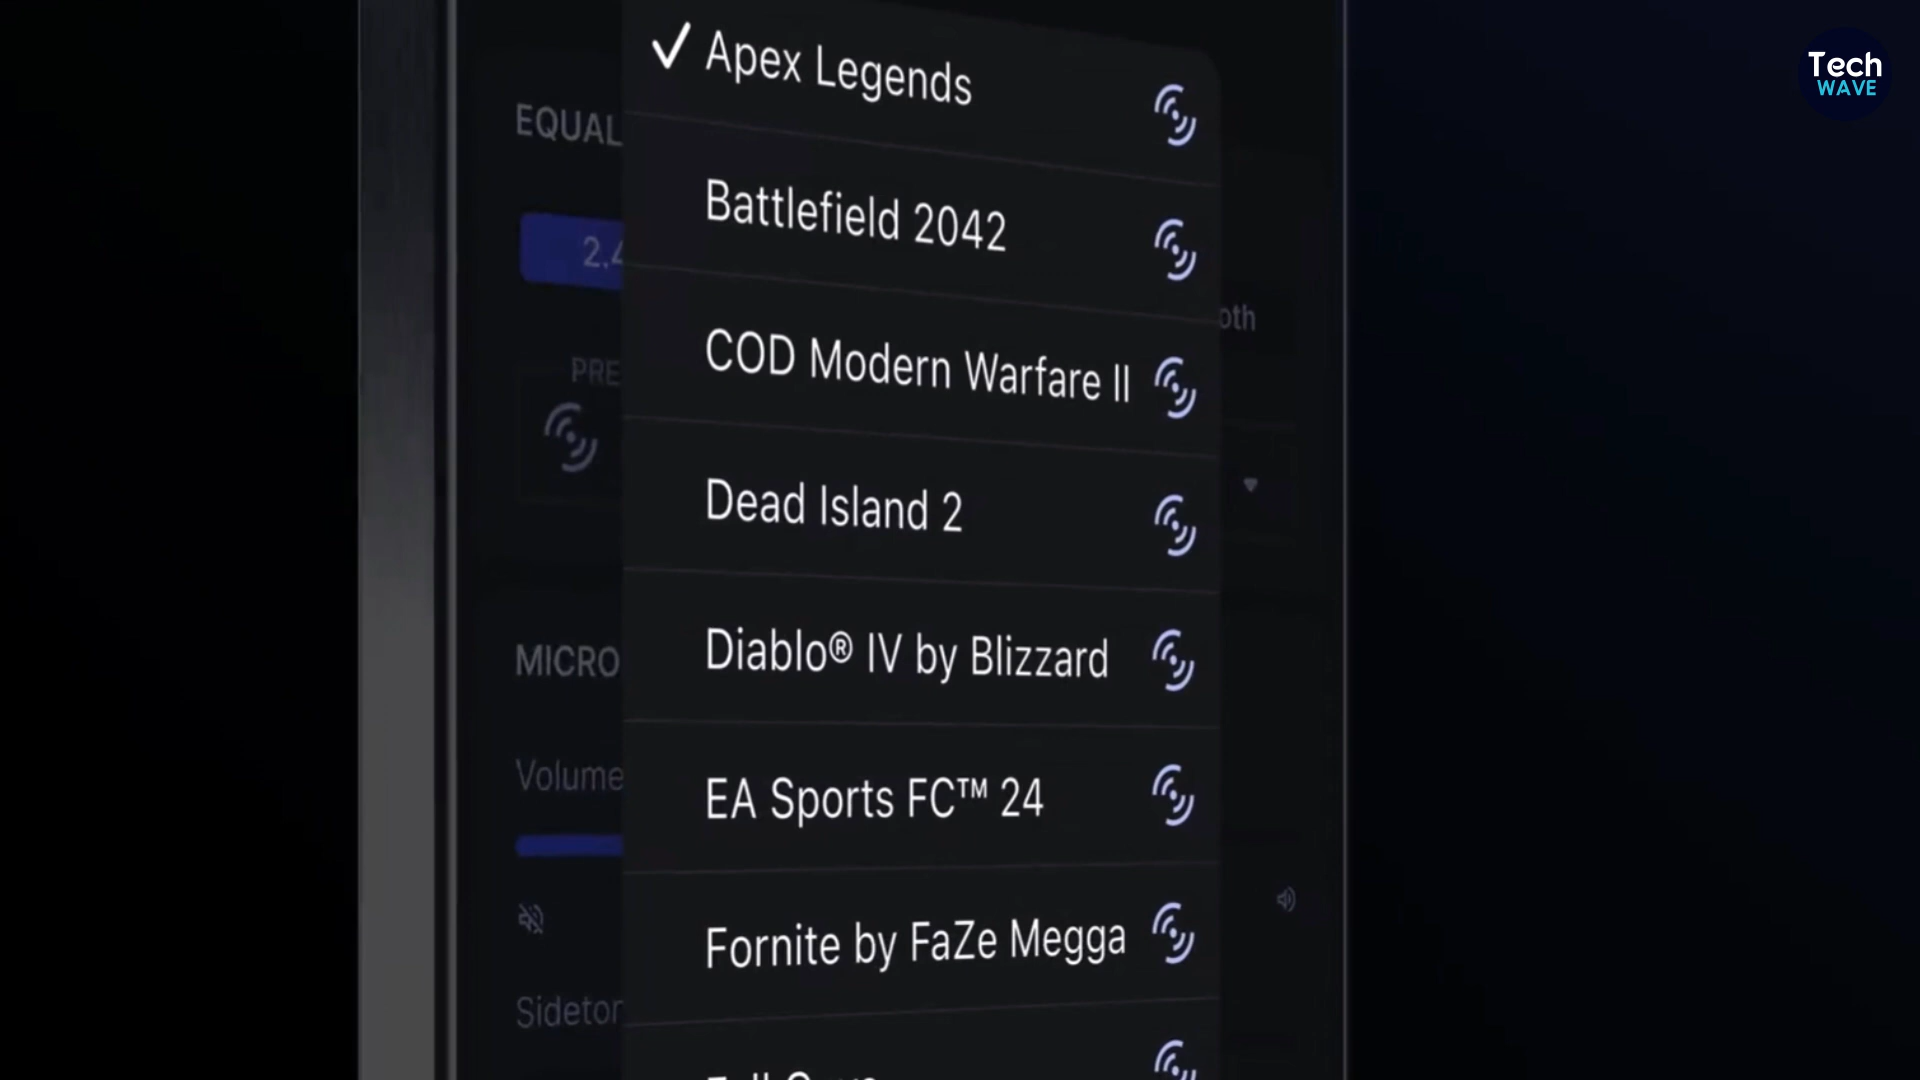 Tech
WAVE
✓ Apex Legends
EQUAL
Battlefield 2042
2.4
oth
COD Modern Warfare II
PRE
Dead Island 2
Diablo® IV by Blizzard
MICRO
Volume
EA Sports FC™ 24
Fornite by FaZe Megga
Sideto